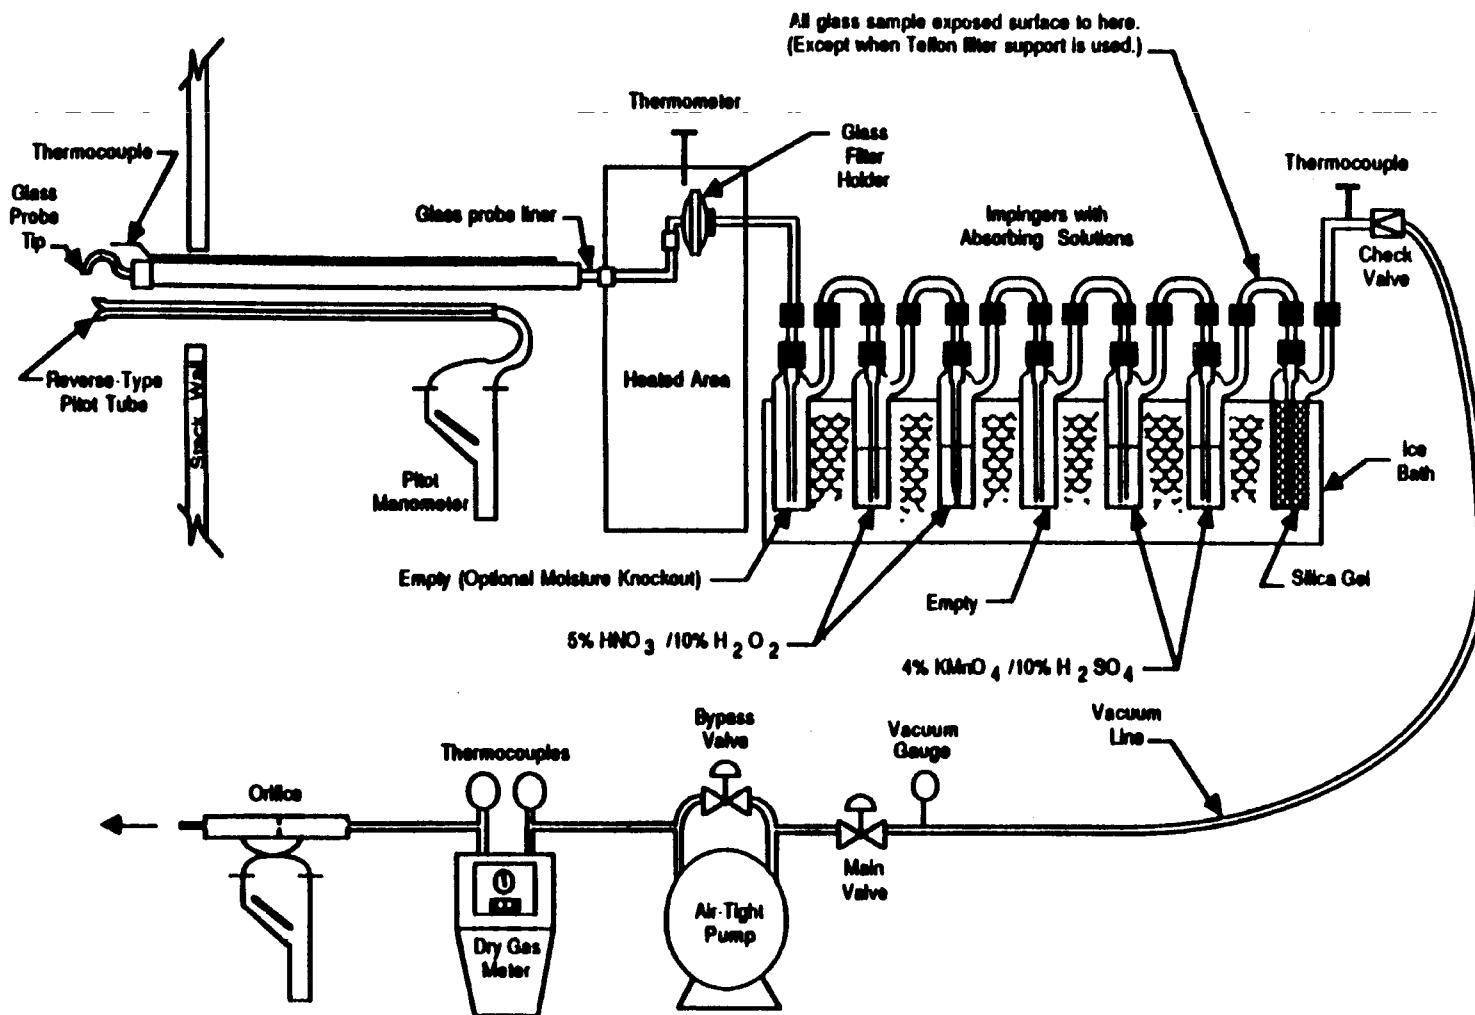 All glass sample exposed surface to here.
(Except when Teflon filter support is used.)
Thermometer
Glass
Filter
Holder
Thermocouple
Thermocouple
Glass
Probe
Tip
Glass probe liner
Impingers with
Absorbing Solutions
Check
Valve
Reverse-Type
Pitot Tube
Stack Wall
Heated Area
Pitot
Manometer
Ice
Bath
Empty (Optional Moisture Knockout)
Silica Gel
Empty
5% HNO3 /10% H2O2
4% KMnO4 /10% H2SO4
Bypass
Valve
Vacuum
Gauge
Vacuum
Line
Thermocouples
Orifice
Main
Valve
Air-Tight
Pump
Dry Gas
Meter